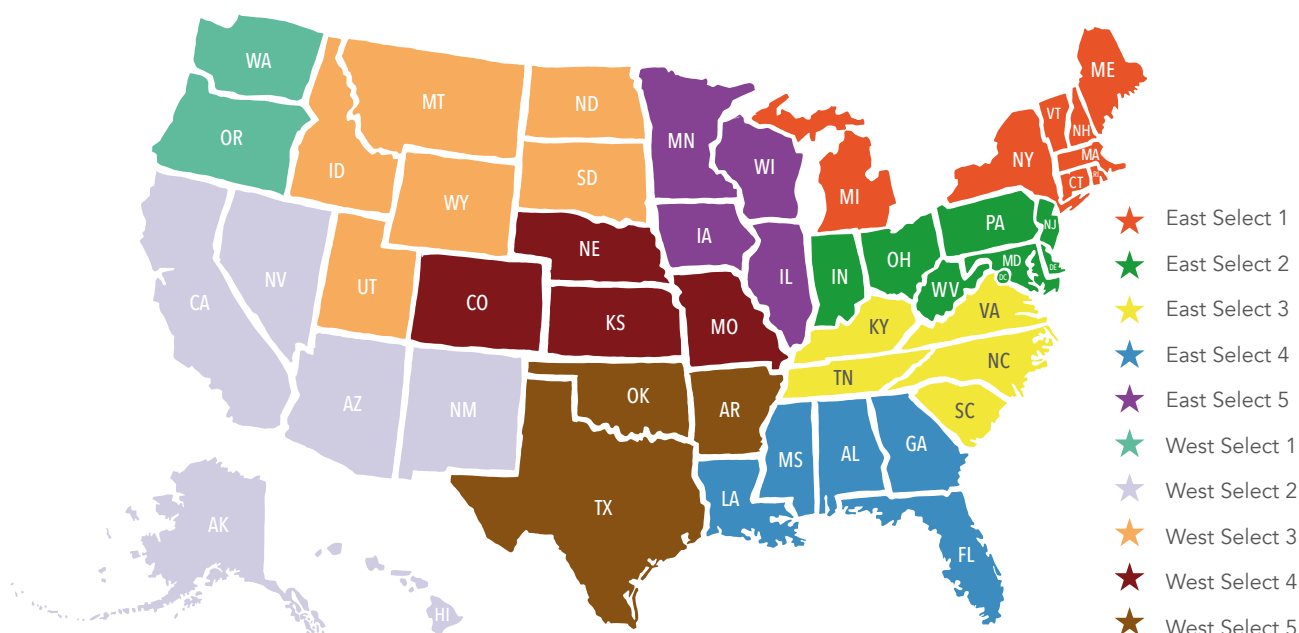 WA
OR
CA
NV
ID
MT
WY
UT
AZ
NM
CO
ND
SD
NE
KS
OK
TX
MN
IA
MO
AR
LA
WI
IL
MS
MI
IN
KY
TN
AL
OH
WV
VA
NC
SC
GA
FL
PA
NY
NJ
MD
DE
DC
VT
NH
ME
MA
CT
RI
AK
HI
East Select 1
East Select 2
East Select 3
East Select 4
East Select 5
West Select 1
West Select 2
West Select 3
West Select 4
West Select 5